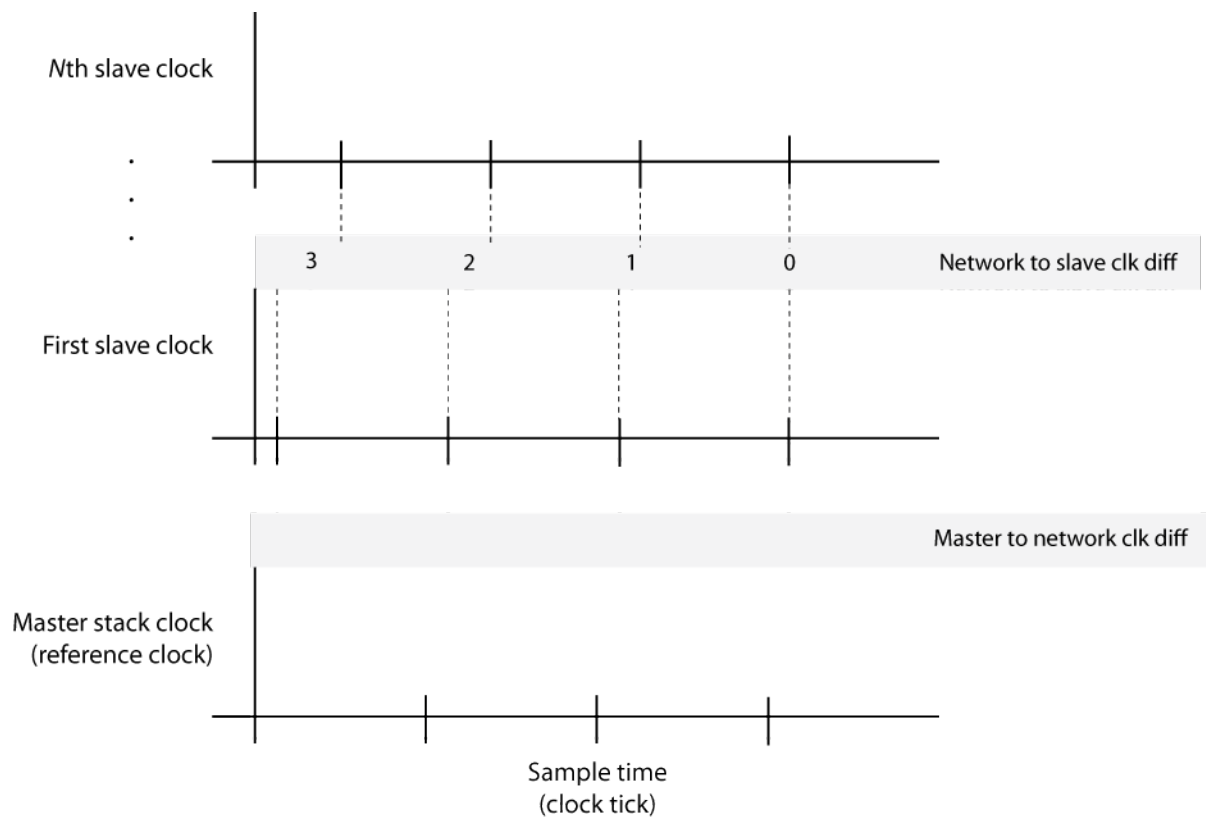 Nth slave clock
.
.
.
3 2 1 0 Network to slave clk diff
First slave clock
Master to network clk diff
Master stack clock
(reference clock)
Sample time
(clock tick)